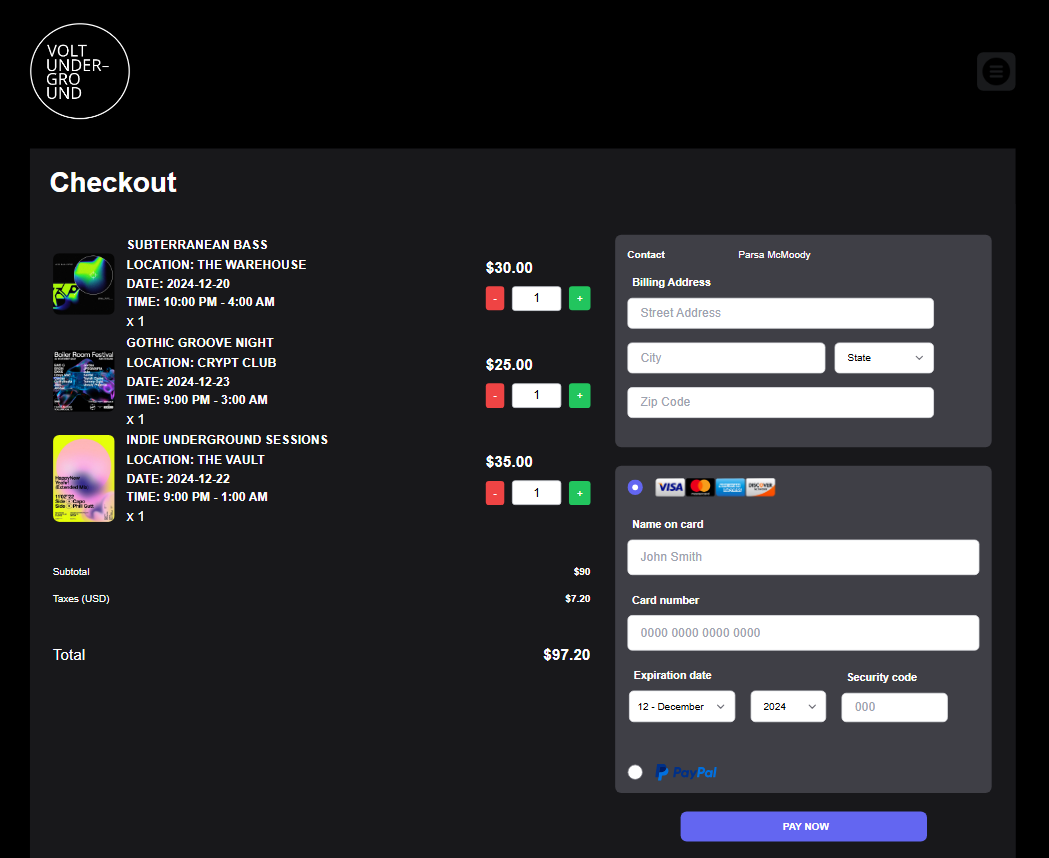 VOLT
UNDER-
GRO
UND
Checkout
SUBTERRANEAN BASS
LOCATION: THE WAREHOUSE
DATE: 2024-12-20
TIME: 10:00 PM - 4:00 AM
x 1
$30.00
- 1 +
Boiler Room Festival
GOTHIC GROOVE NIGHT
LOCATION: CRYPT CLUB
DATE: 2024-12-23
TIME: 9:00 PM - 3:00 AM
x 1
$25.00
- 1 +
INDIE UNDERGROUND SESSIONS
LOCATION: THE VAULT
DATE: 2024-12-22
TIME: 9:00 PM - 1:00 AM
x 1
$35.00
- 1 +
Subtotal $90
Taxes (USD) $7.20
Total $97.20
Contact Parsa McMoody
Billing Address
Street Address
City State
Zip Code
VISA DISCOVER
Name on card
John Smith
Card number
0000 0000 0000 0000
Expiration date Security code
12 - December 2024 000
PayPal
PAY NOW